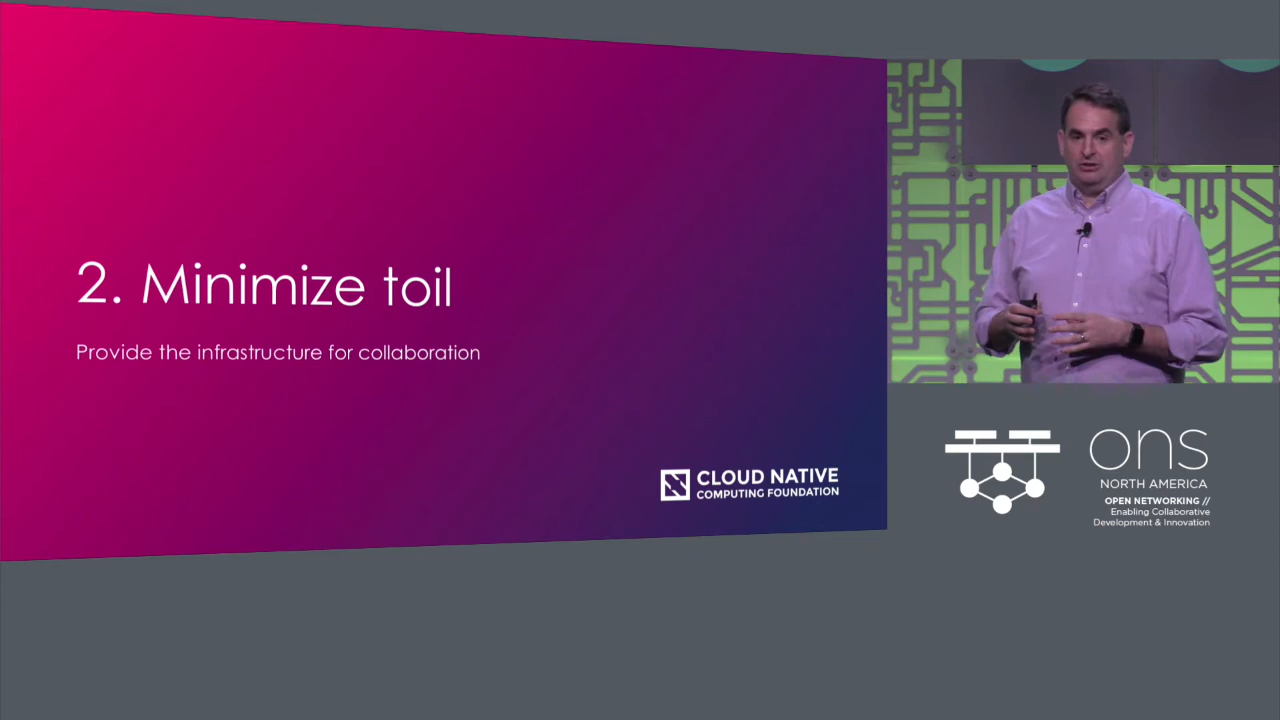 2. Minimize toil
Provide the infrastructure for collaboration
CLOUD NATIVE
COMPUTING FOUNDATION
ons
NORTH AMERICA
OPEN NETWORKING //
Enabling Collaborative
Development & Innovation